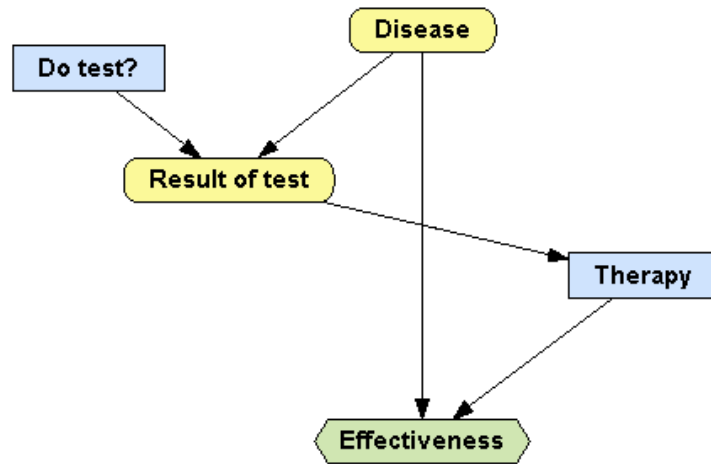 Disease
Do test?
Result of test
Therapy
Effectiveness